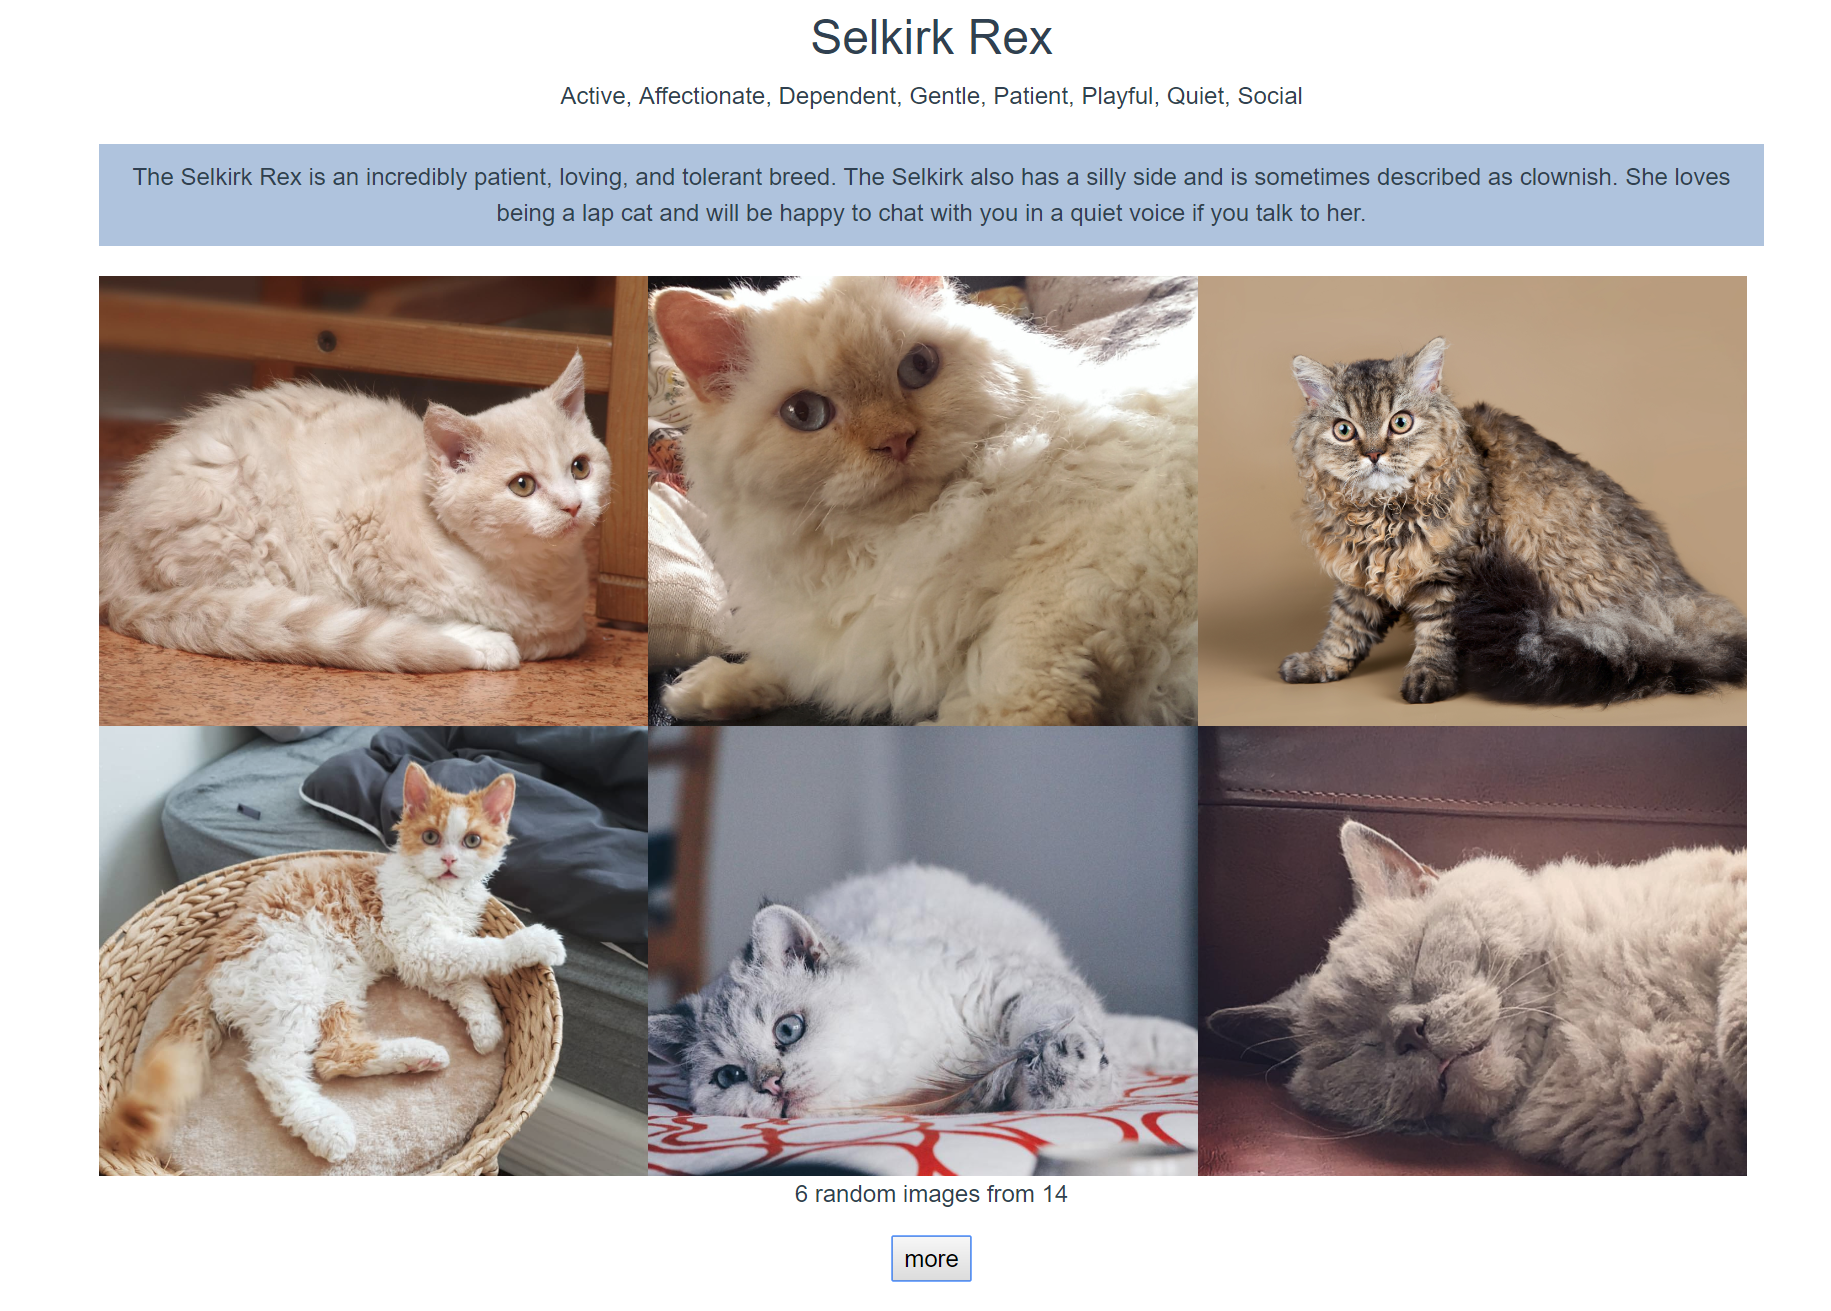 Selkirk Rex
Active, Affectionate, Dependent, Gentle, Patient, Playful, Quiet, Social
The Selkirk Rex is an incredibly patient, loving, and tolerant breed. The Selkirk also has a silly side and is sometimes described as clownish. She loves
being a lap cat and will be happy to chat with you in a quiet voice if you talk to her.
6 random images from 14
more